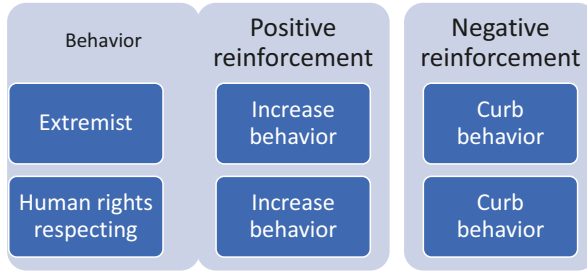 Behavior
Positive
reinforcement
Negative
reinforcement
Extremist
Increase
behavior
Curb
behavior
Human rights
respecting
Increase
behavior
Curb
behavior